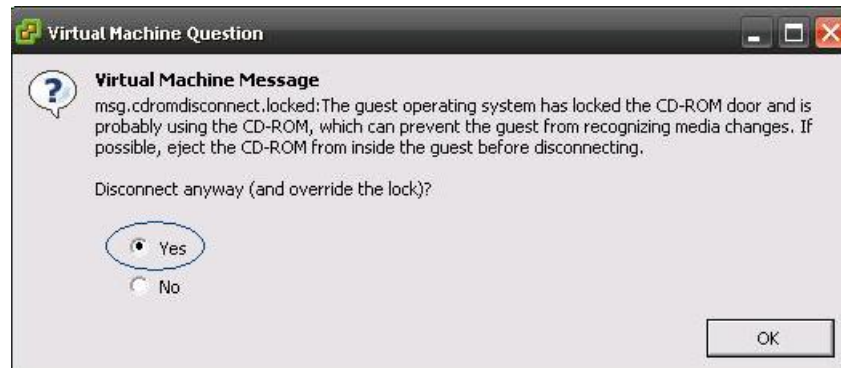 Virtual Machine Question
Virtual Machine Message
msg.cdromdisconnect.locked:The guest operating system has locked the CD-ROM door and is
probably using the CD-ROM, which can prevent the guest from recognizing media changes. If
possible, eject the CD-ROM from inside the guest before disconnecting.
Disconnect anyway (and override the lock)?
Yes
No
OK